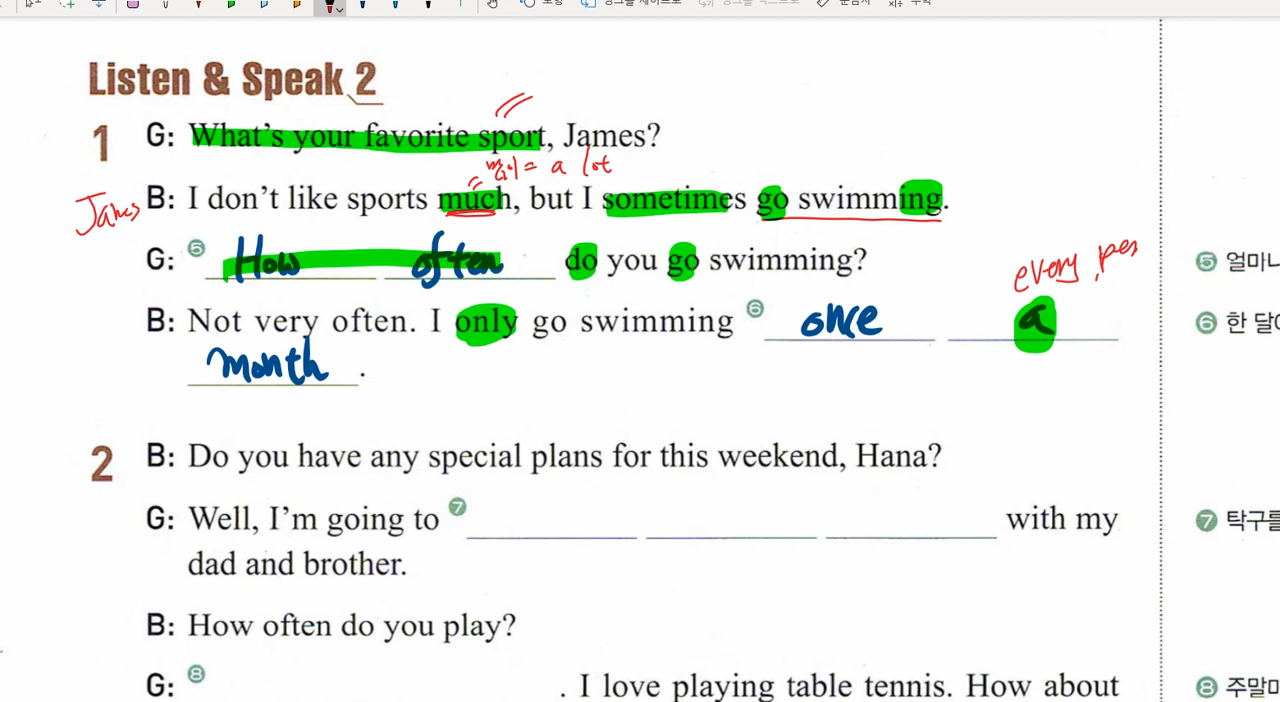 Listen & Speak 2
1 G: What's your favorite sport, James?
많이 = a lot
James B: I don't like sports much, but I sometimes go swimming.
G: ⑤ How often do you go swimming?
every, per
⑤ 얼마나
B: Not very often. I only go swimming ⑥ once a
⑥ 한 달에
month.
2 B: Do you have any special plans for this weekend, Hana?
G: Well, I'm going to ⑦ with my
⑦ 탁구를
dad and brother.
B: How often do you play?
G: ⑧ . I love playing table tennis. How about
⑧ 주말마